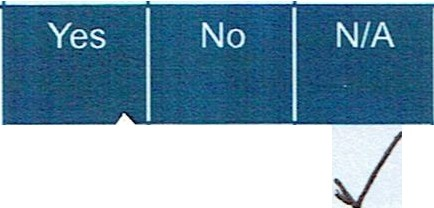 Yes No N/A
✓